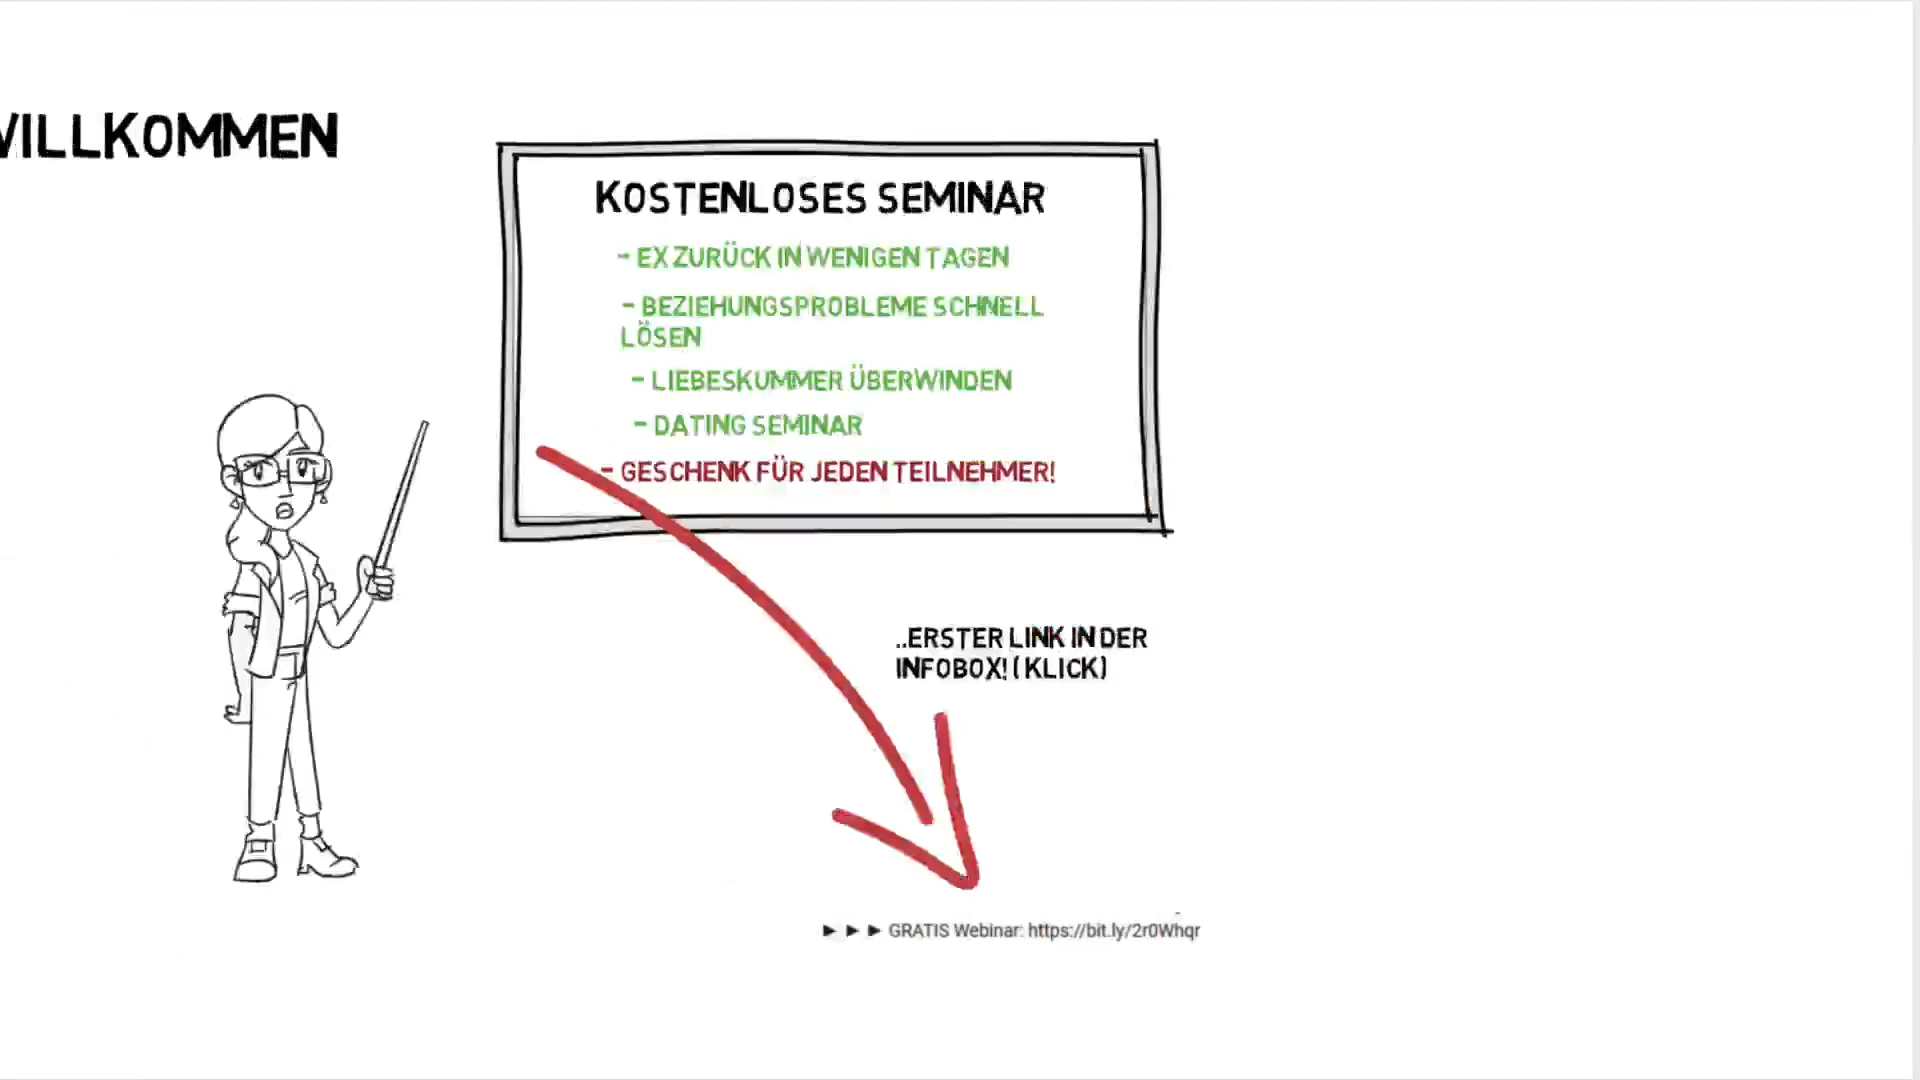 WILLKOMMEN
KOSTENLOSES SEMINAR
- EX ZURÜCK IN WENIGEN TAGEN
- BEZIEHUNGSPROBLEME SCHNELL
LÖSEN
- LIEBESKUMMER ÜBERWINDEN
- DATING SEMINAR
- GESCHENK FÜR JEDEN TEILNEHMER!
..ERSTER LINK IN DER
INFOBOX! (KLICK)
► ► ► GRATIS Webinar: https://bit.ly/2r0Whqr